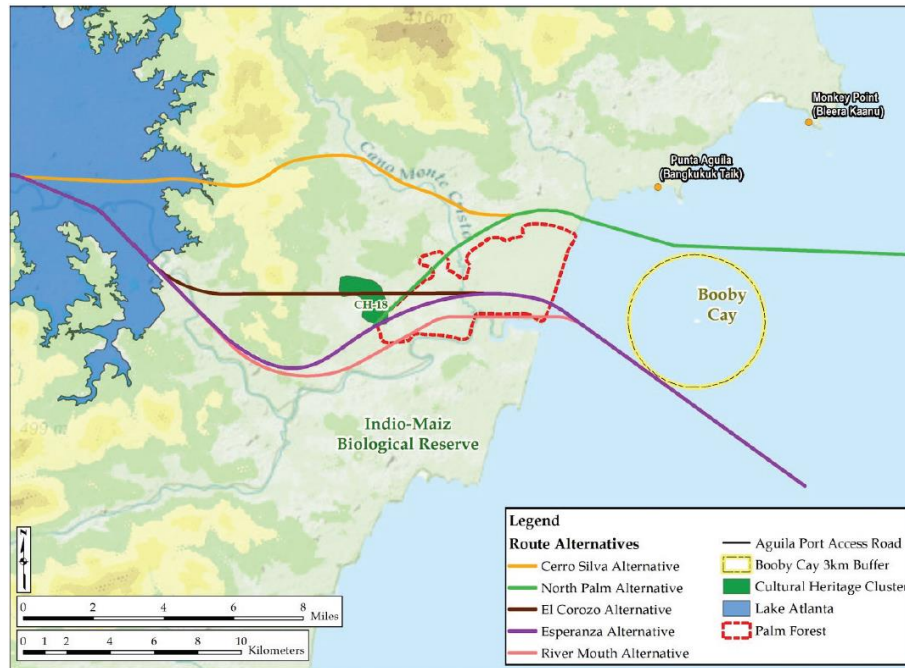 416 m
Monkey Point
(Bleera Kaanu)
Punta Aguila
(Bangkukuk Taik)
Cano Monte Cristo
CH-18
Booby
Cay
Indio-Maiz
Biological Reserve
499 m
N
0 2 4 6 8
Miles
0 1 2 4 6 8 10
Kilometers
Legend
Route Alternatives
Cerro Silva Alternative
North Palm Alternative
El Corozo Alternative
Esperanza Alternative
River Mouth Alternative
Aguila Port Access Road
Booby Cay 3km Buffer
Cultural Heritage Cluster
Lake Atlanta
Palm Forest